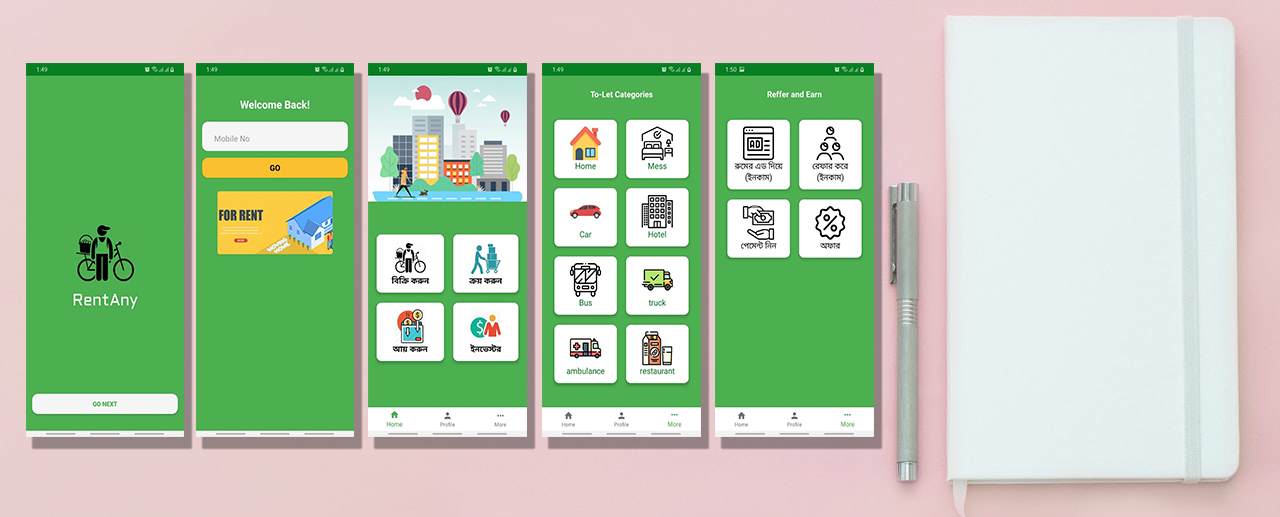 1:49
RentAny
GO NEXT
1:49
Welcome Back!
Mobile No
GO
FOR RENT
1:49
বিক্রি করুন
ক্রয় করুন
আয় করুন
ইনভেস্টর
Home
Profile
More
1:49
To-Let Categories
Home
Mess
Car
Hotel
Bus
truck
ambulance
restaurant
Home
Profile
More
1:50
Reffer and Earn
AD
রুমের এড দিয়ে
(ইনকাম)
রেফার করে
(ইনকাম)
পেমেন্ট নিন
অফার
Home
Profile
More